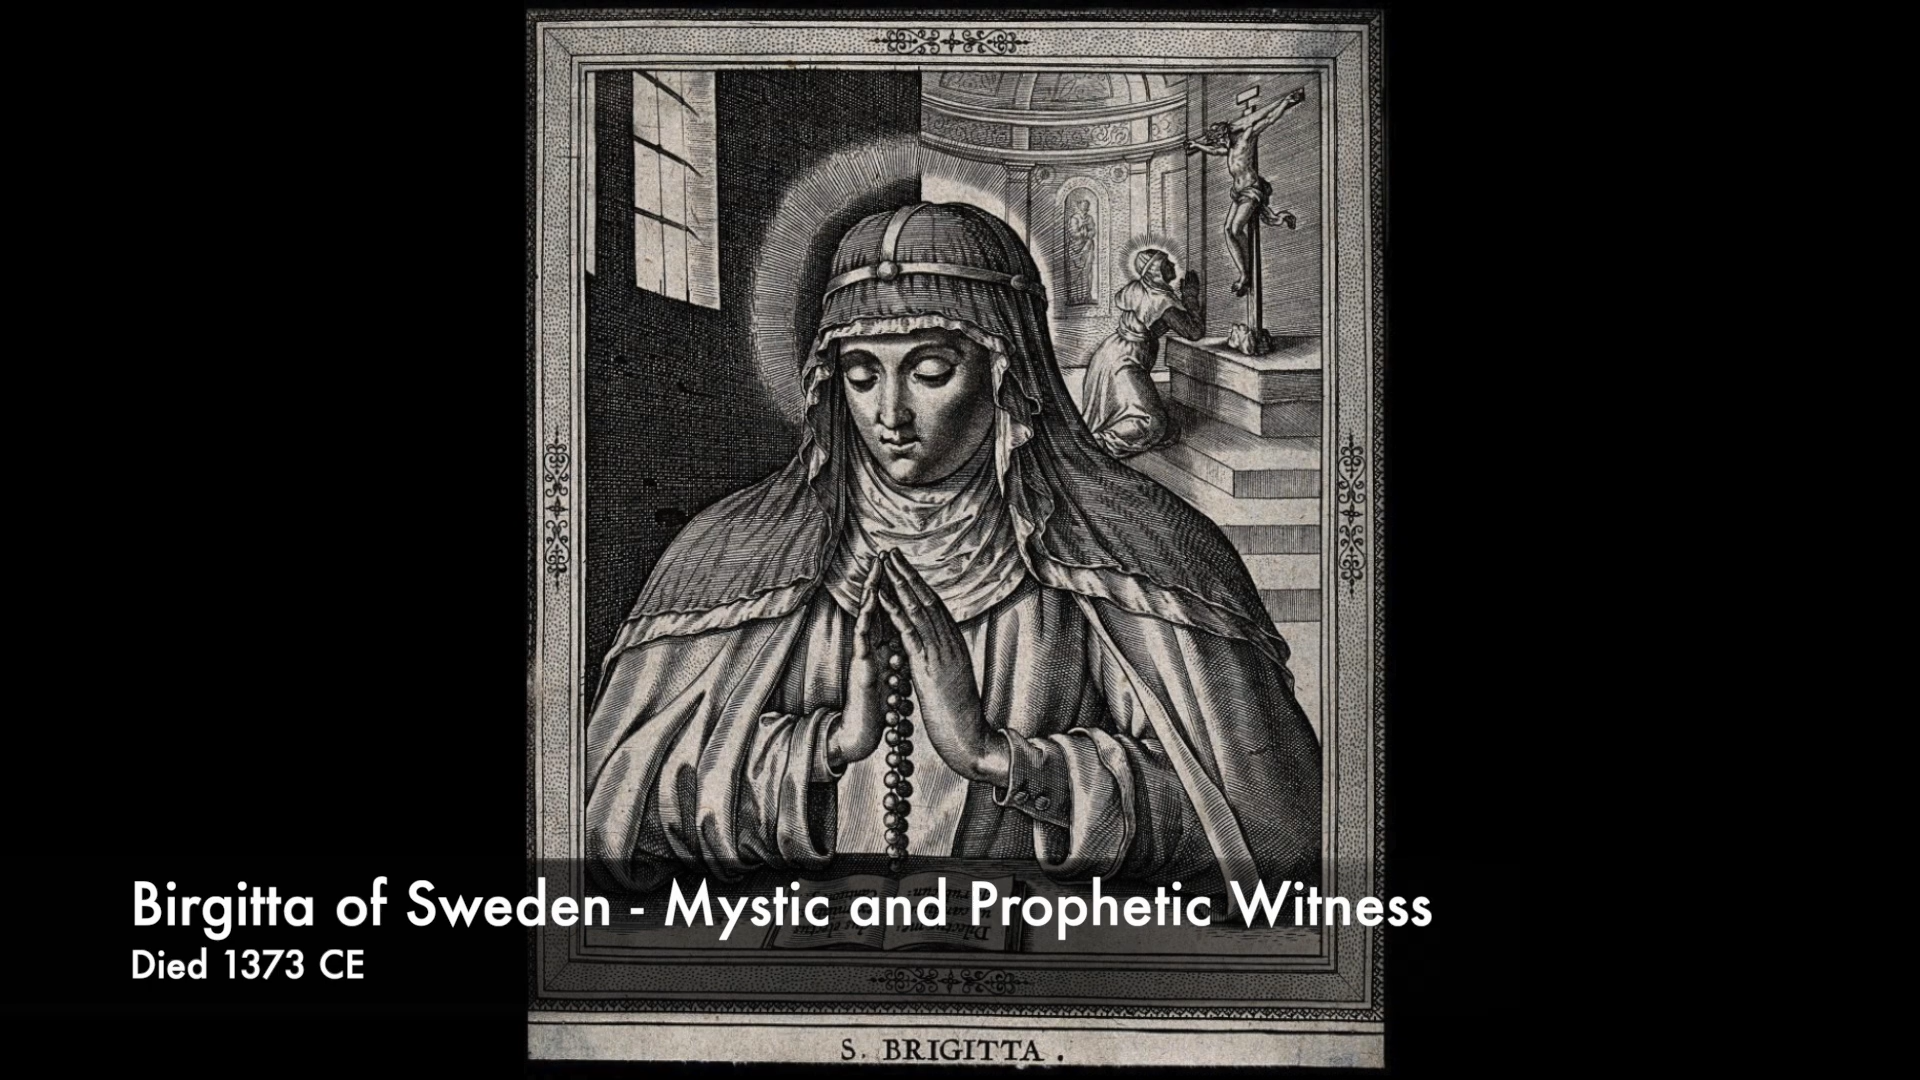 Birgitta of Sweden - Mystic and Prophetic Witness
Died 1373 CE
S. BRIGITTA.